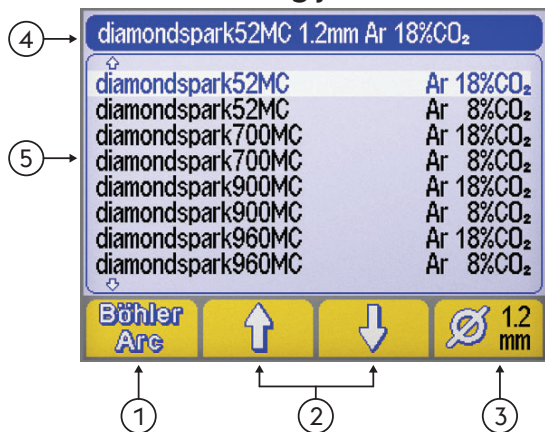 ④ diamondspark52MC 1.2mm Ar 18%CO₂
diamondspark52MC Ar 18%CO₂
diamondspark52MC Ar 8%CO₂
diamondspark700MC Ar 18%CO₂
⑤ diamondspark700MC Ar 8%CO₂
diamondspark900MC Ar 18%CO₂
diamondspark900MC Ar 8%CO₂
diamondspark960MC Ar 18%CO₂
diamondspark960MC Ar 8%CO₂
Böhler Ø 1.2
Arc mm
① ② ③